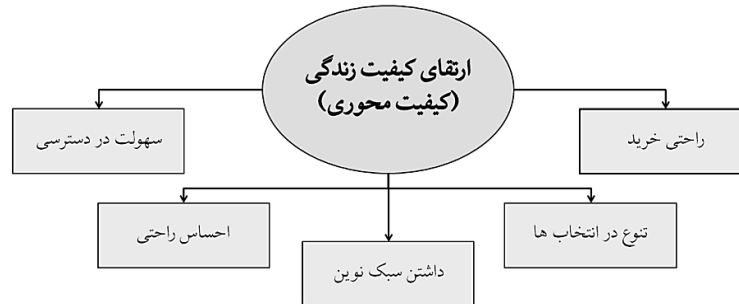 ارتقای کیفیت زندگی
(کیفیت محوری)
راحتی خرید
سهولت در دسترسی
تنوع در انتخاب ها
احساس راحتی
داشتن سبک نوین